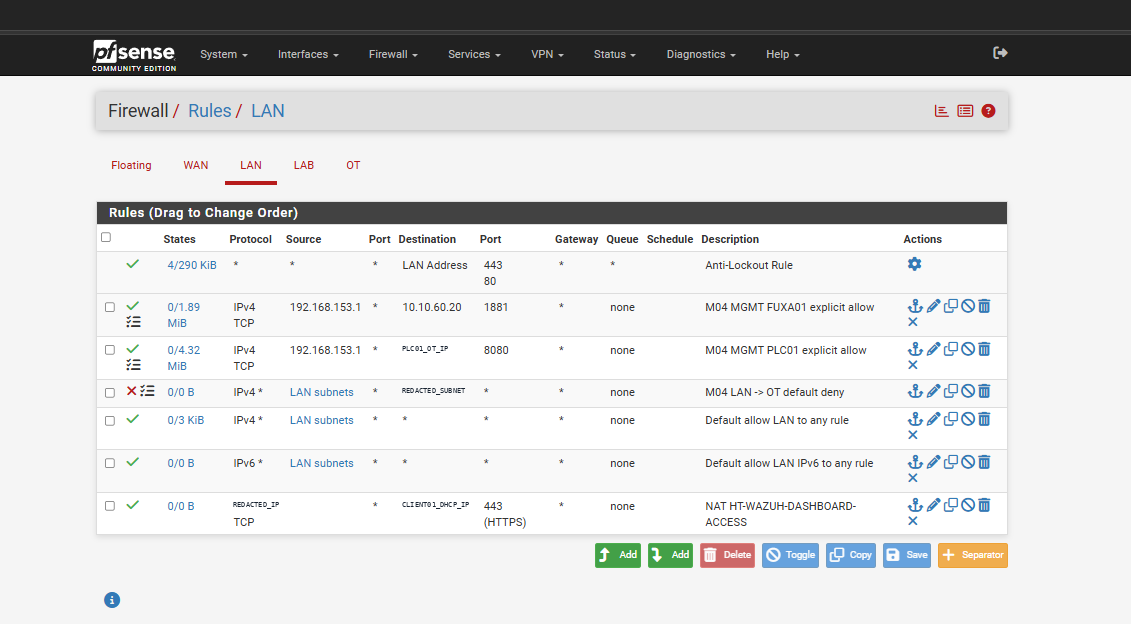 pfsense
COMMUNITY EDITION
System Interfaces Firewall Services VPN Status Diagnostics Help
Firewall / Rules / LAN
Floating WAN LAN LAB OT
Rules (Drag to Change Order)
States Protocol Source Port Destination Port Gateway Queue Schedule Description Actions
4/290 KiB * * * LAN Address 443 * * Anti-Lockout Rule
80
0/1.89 IPv4 192.168.153.1 * 10.10.60.20 1881 * none M04 MGMT FUXA01 explicit allow
MiB TCP
0/4.32 IPv4 192.168.153.1 * PLC01_OT_IP 8080 * none M04 MGMT PLC01 explicit allow
MiB TCP
0/0 B IPv4 * LAN subnets * REDACTED_SUBNET * * none M04 LAN -> OT default deny
0/3 KiB IPv4 * LAN subnets * * * * none Default allow LAN to any rule
0/0 B IPv6 * LAN subnets * * * * none Default allow LAN IPv6 to any rule
0/0 B REDACTED_IP * CLIENT01_DHCP_IP 443 * none NAT HT-WAZUH-DASHBOARD-
TCP (HTTPS) ACCESS
Add Add Delete Toggle Copy Save Separator